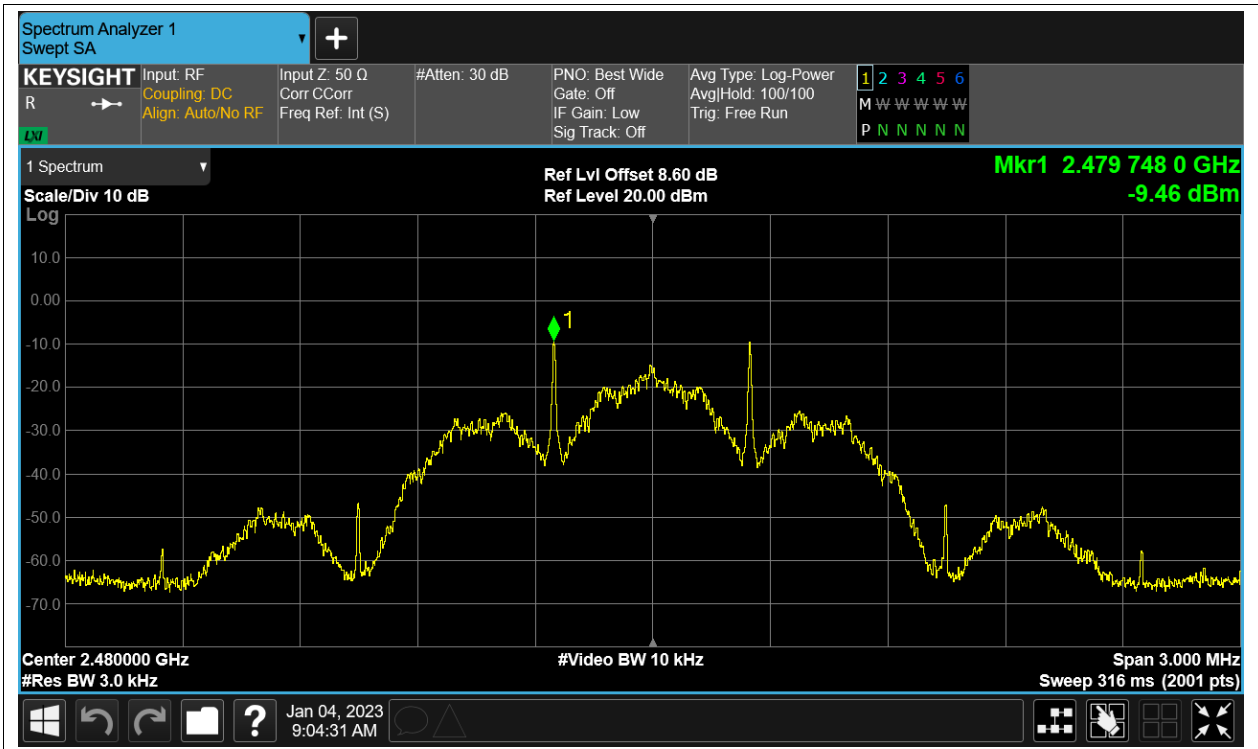 Spectrum Analyzer 1
Swept SA
KEYSIGHT
R
LXI
Input: RF
Coupling: DC
Align: Auto/No RF
Input Z: 50 Ω
Corr CCorr
Freq Ref: Int (S)
#Atten: 30 dB
PNO: Best Wide
Gate: Off
IF Gain: Low
Sig Track: Off
Avg Type: Log-Power
Avg|Hold: 100/100
Trig: Free Run
1 2 3 4 5 6
M W W W W W W
P N N N N N
1 Spectrum
Scale/Div 10 dB
Log
Ref Lvl Offset 8.60 dB
Ref Level 20.00 dBm
Mkr1 2.479 748 0 GHz
-9.46 dBm
10.0
0.00
1
-10.0
-20.0
-30.0
-40.0
-50.0
-60.0
-70.0
Center 2.480000 GHz
#Res BW 3.0 kHz
#Video BW 10 kHz
Span 3.000 MHz
Sweep 316 ms (2001 pts)
?
Jan 04, 2023
9:04:31 AM